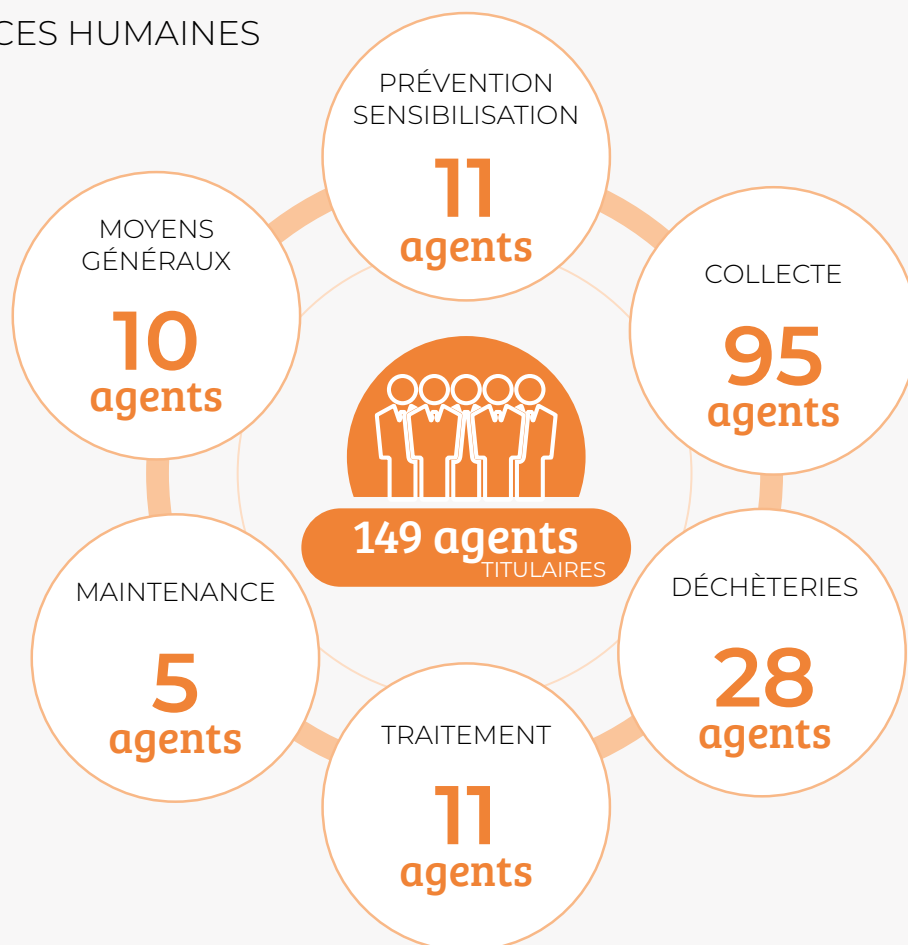 CES HUMAINES
PRÉVENTION
SENSIBILISATION
11
agents
MOYENS
GÉNÉRAUX
10
agents
COLLECTE
95
agents
149 agents
TITULAIRES
MAINTENANCE
5
agents
DÉCHÈTERIES
28
agents
TRAITEMENT
11
agents